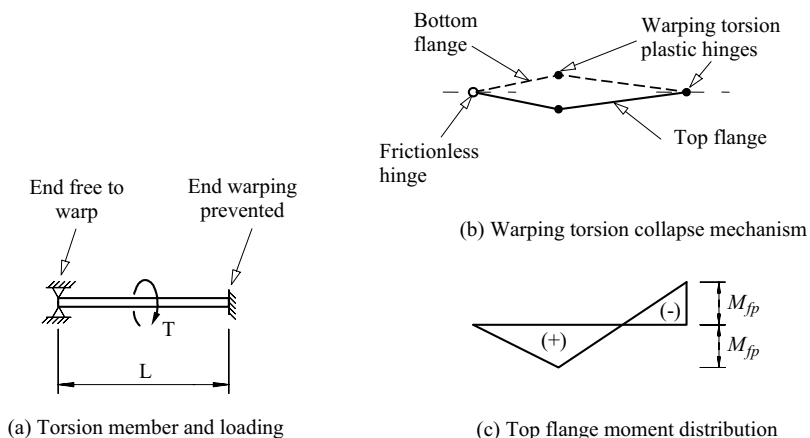 Bottom
flange
Warping torsion
plastic hinges
Frictionless
hinge
Top flange
(b) Warping torsion collapse mechanism
End free to
warp
End warping
prevented
T
L
(a) Torsion member and loading
(+)
(-)
M_fp
M_fp
(c) Top flange moment distribution